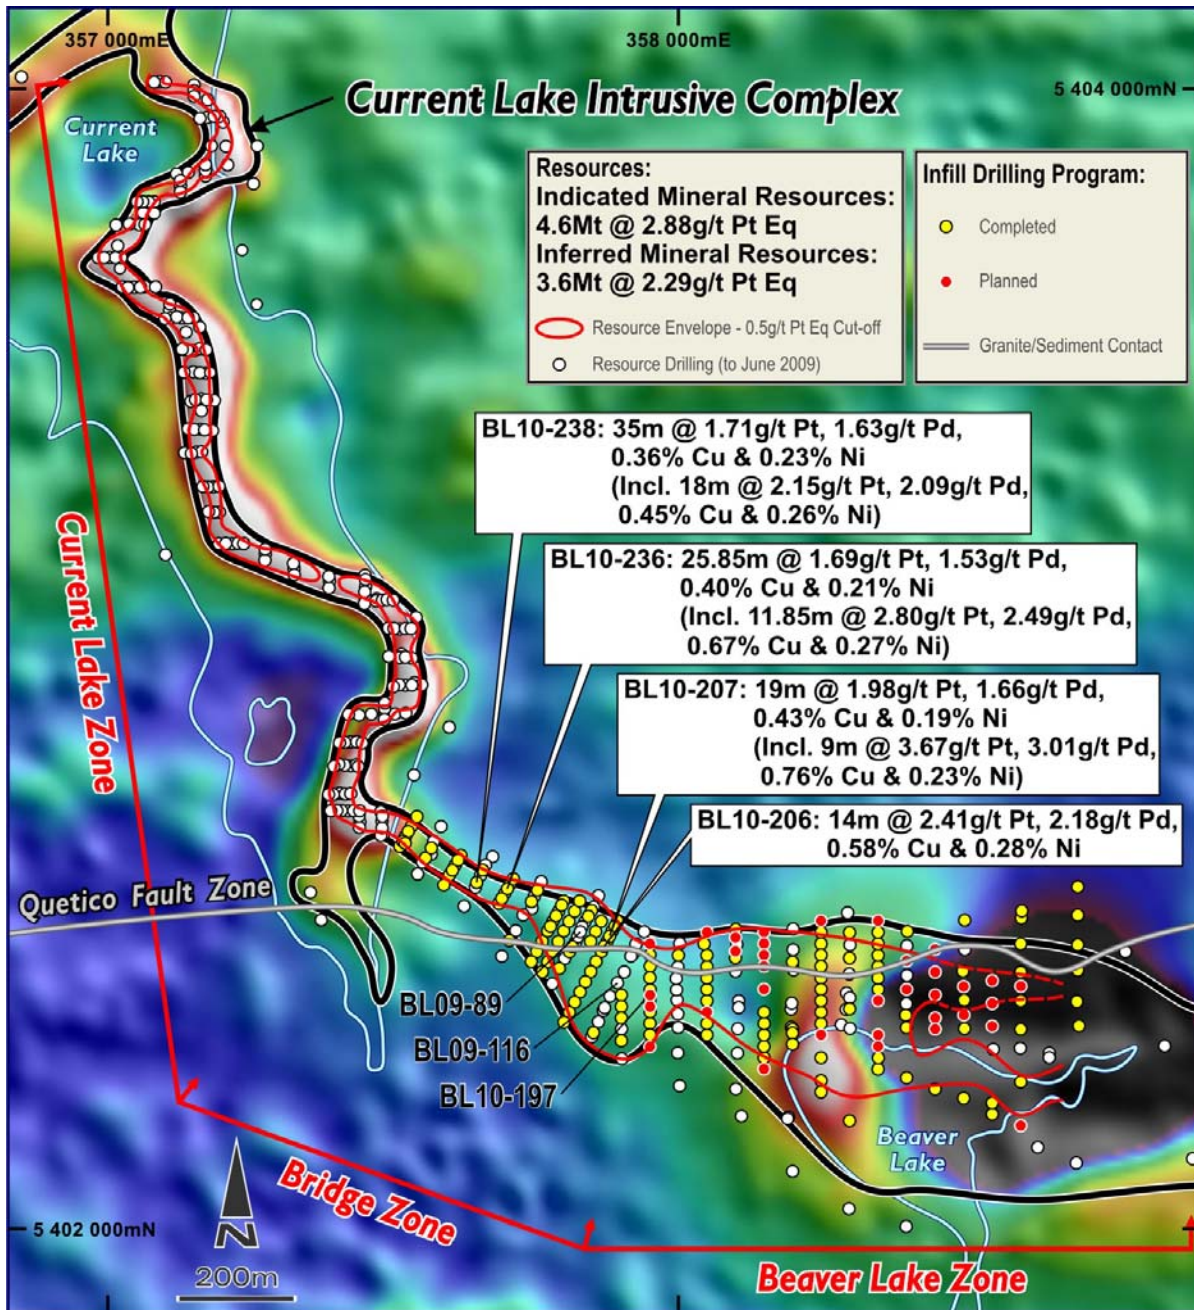 357 000mE
358 000mE
5 404 000mN
Current Lake Intrusive Complex
Current
Lake
Resources:
Indicated Mineral Resources:
4.6Mt @ 2.88g/t Pt Eq
Inferred Mineral Resources:
3.6Mt @ 2.29g/t Pt Eq
Resource Envelope - 0.5g/t Pt Eq Cut-off
Resource Drilling (to June 2009)
Infill Drilling Program:
Completed
Planned
Granite/Sediment Contact
BL10-238: 35m @ 1.71g/t Pt, 1.63g/t Pd,
0.36% Cu & 0.23% Ni
(Incl. 18m @ 2.15g/t Pt, 2.09g/t Pd,
0.45% Cu & 0.26% Ni)
BL10-236: 25.85m @ 1.69g/t Pt, 1.53g/t Pd,
0.40% Cu & 0.21% Ni
(Incl. 11.85m @ 2.80g/t Pt, 2.49g/t Pd,
0.67% Cu & 0.27% Ni)
BL10-207: 19m @ 1.98g/t Pt, 1.66g/t Pd,
0.43% Cu & 0.19% Ni
(Incl. 9m @ 3.67g/t Pt, 3.01g/t Pd,
0.76% Cu & 0.23% Ni)
BL10-206: 14m @ 2.41g/t Pt, 2.18g/t Pd,
0.58% Cu & 0.28% Ni
Current Lake Zone
Quetico Fault Zone
BL09-89
BL09-116
BL10-197
Beaver
Lake
Bridge Zone
5 402 000mN
N
200m
Beaver Lake Zone